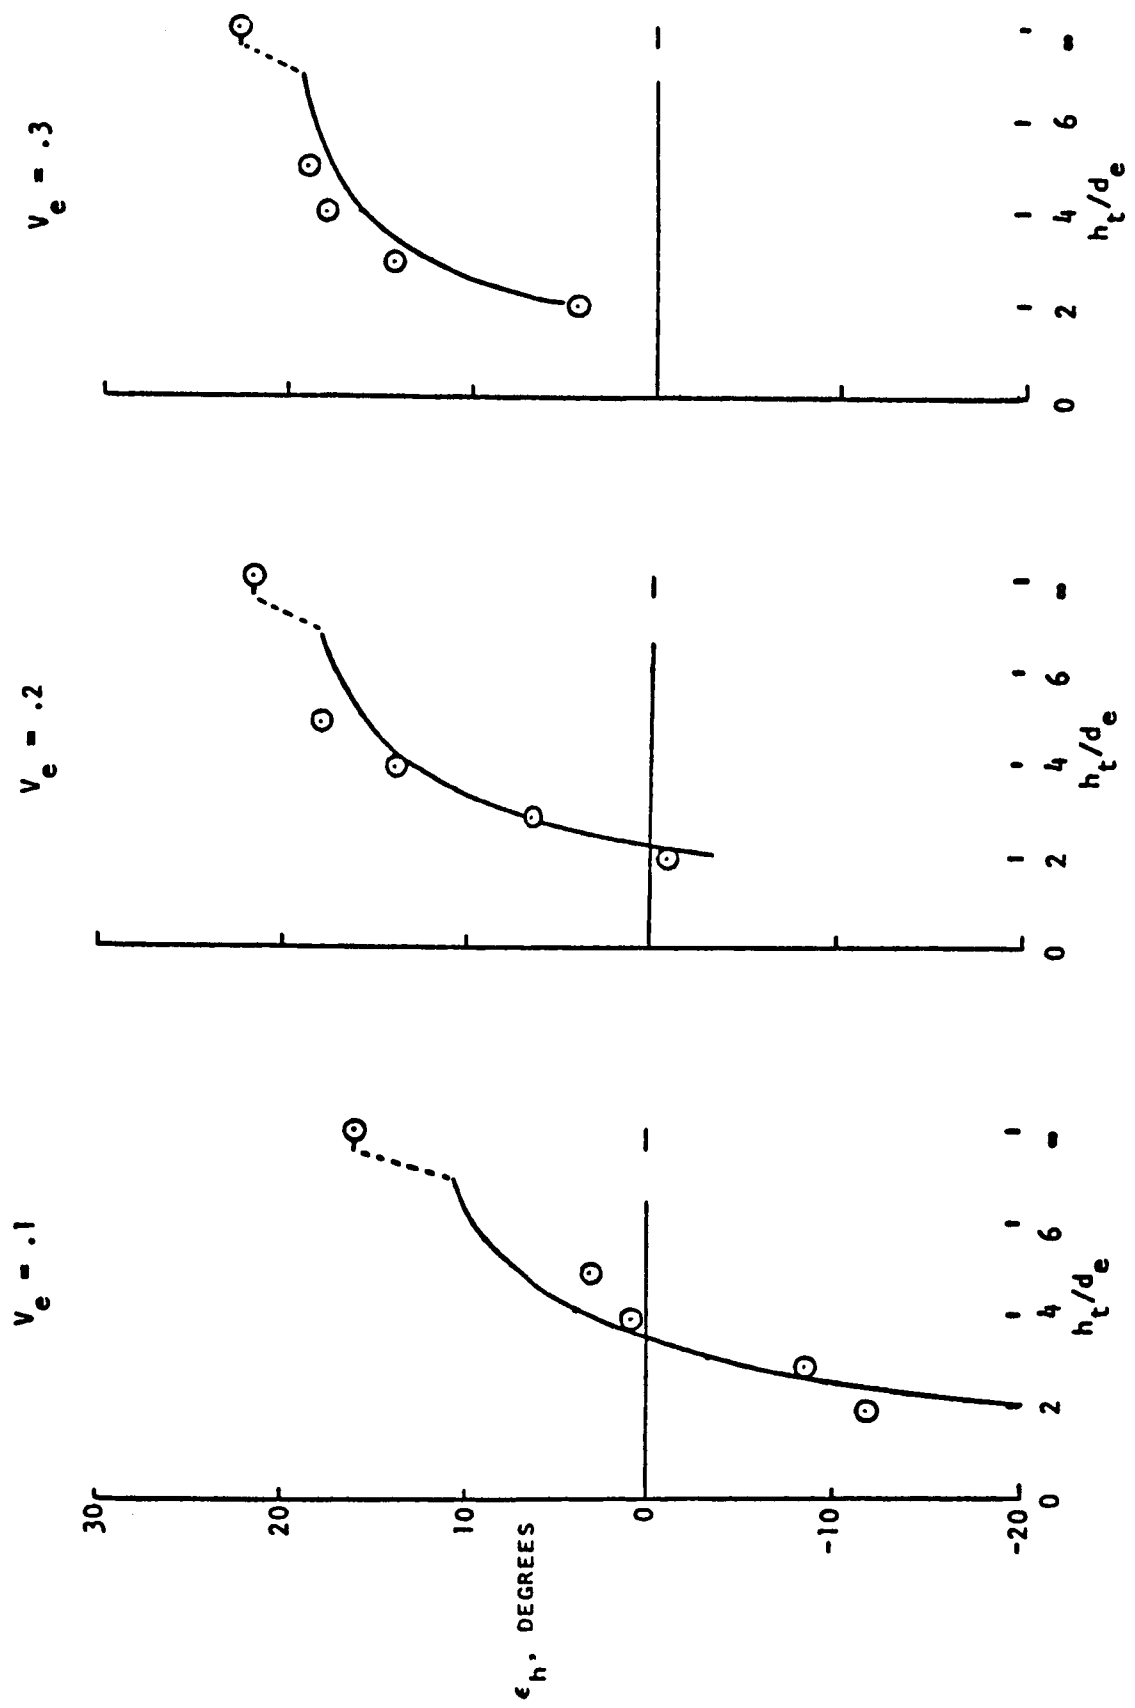 V_e = .1
V_e = .2
V_e = .3
30
20
10
0
-10
-20
ϵ_h, DEGREES
0 2 4 6 ∞
h_t/d_e
0 2 4 6 ∞
h_t/d_e
0 2 4 6 ∞
h_t/d_e